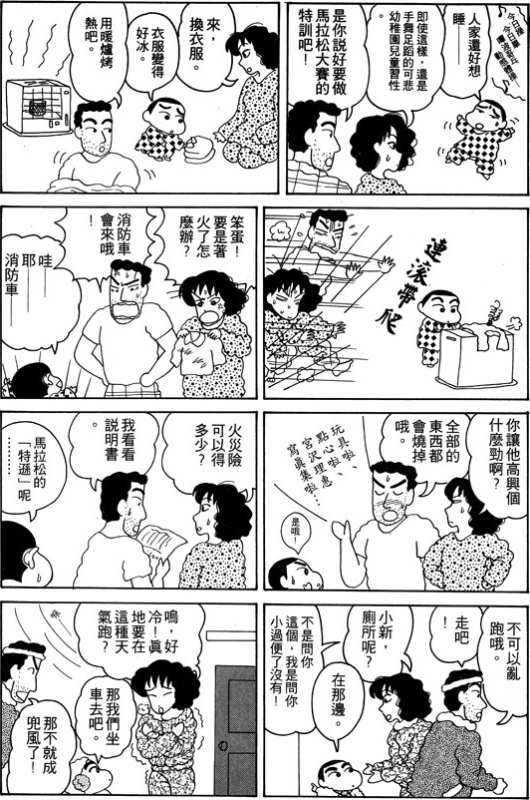 人家還好想
睡——
即使這樣，還是
手舞足蹈的可悲
幼稚園兒童習性
是你說好要做
馬拉松大賽的
特訓吧！
來，
換衣服。
衣服變得
好冰。
用暖爐烤
熱吧。
連滾帶爬
笨蛋！
要是著
火了怎
麼辦？
消防車
會來哦
！
哇——
耶——
消防車
你讓他高興個
什麼勁啊？
全部的
東西都
會燒掉
哦。
玩具啦、
點心啦、
宮沢理惠
寫真集啦…
是哦！
火災險
可以得
多少？
我看看
說明書
馬拉松的
「特遜」呢
……
不可以亂
跑哦。
走吧
！
小新，
廁所呢？
在那邊。
不是問你
這個，我是問你
小過便了沒有！
嗚，好
冷！真
地要在
這種天
氣跑？
那我們坐
車去吧。
那不就成
兜風了！